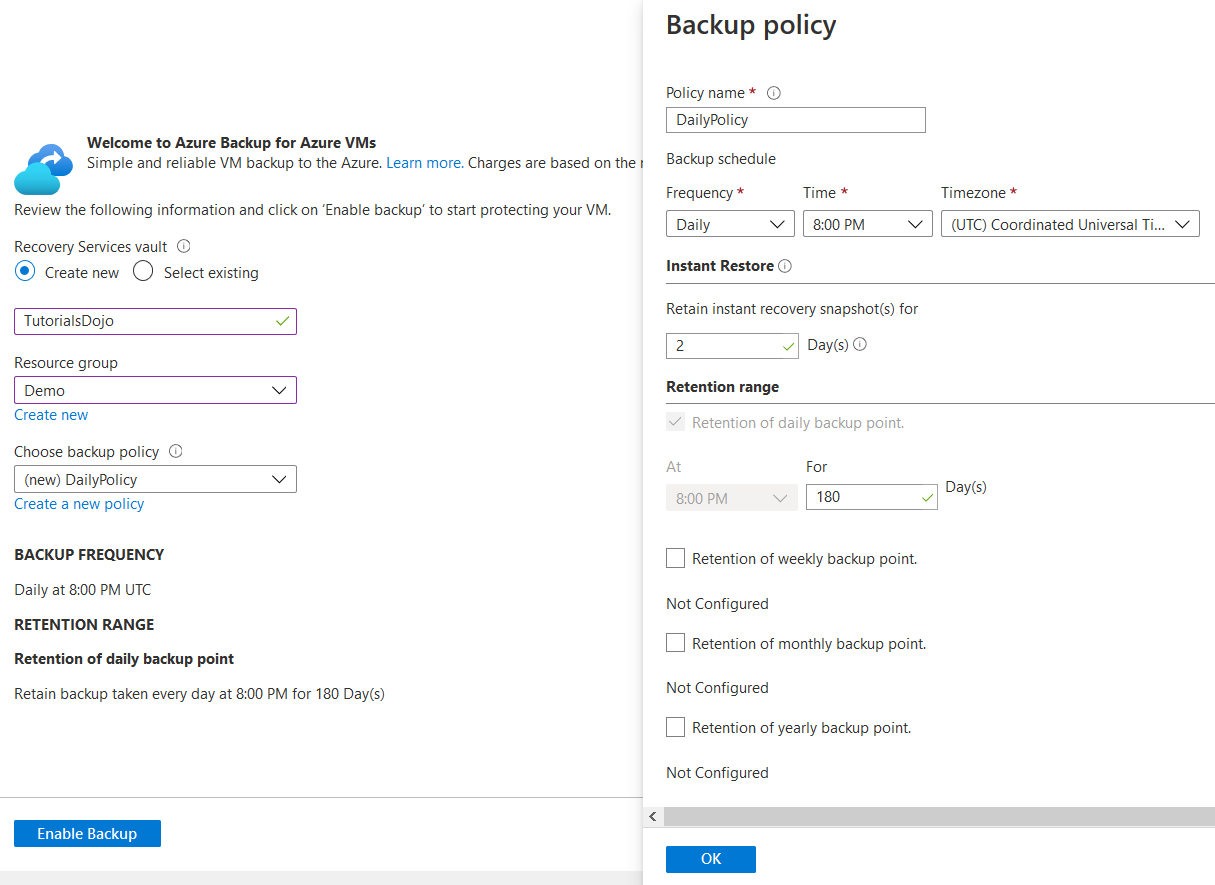 Welcome to Azure Backup for Azure VMs
Simple and reliable VM backup to the Azure. Learn more. Charges are based on the
Review the following information and click on 'Enable backup' to start protecting your VM.
Recovery Services vault
Create new
Select existing
TutorialsDojo
Resource group
Demo
Create new
Choose backup policy
(new) DailyPolicy
Create a new policy
BACKUP FREQUENCY
Daily at 8:00 PM UTC
RETENTION RANGE
Retention of daily backup point
Retain backup taken every day at 8:00 PM for 180 Day(s)
Enable Backup
Backup policy
Policy name *
DailyPolicy
Backup schedule
Frequency * Time * Timezone *
Daily 8:00 PM (UTC) Coordinated Universal Ti...
Instant Restore
Retain instant recovery snapshot(s) for
2 Day(s)
Retention range
Retention of daily backup point.
At For
8:00 PM 180 Day(s)
Retention of weekly backup point.
Not Configured
Retention of monthly backup point.
Not Configured
Retention of yearly backup point.
Not Configured
OK